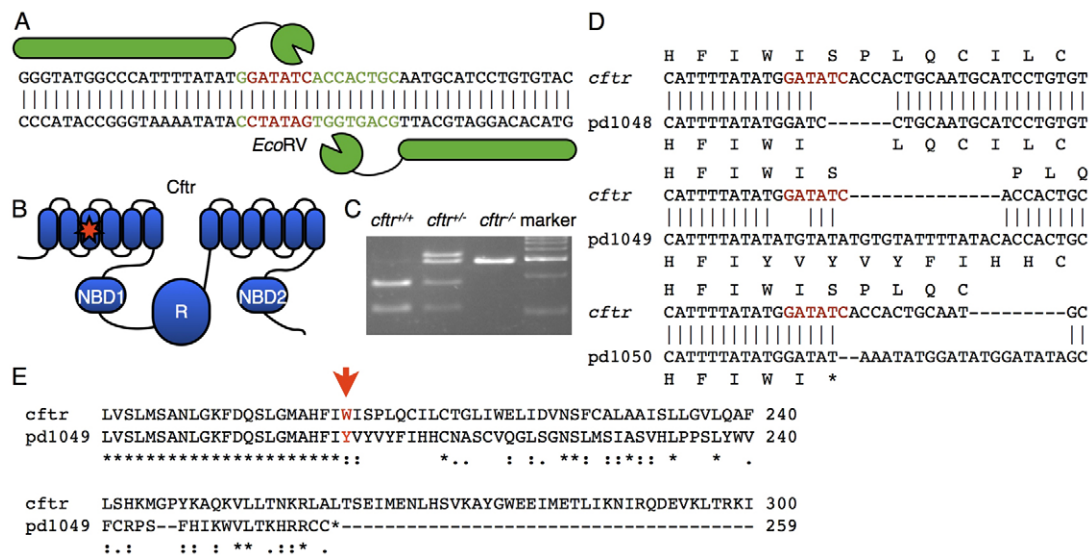 A
GGGTATGGCCCATTTTATATGGATATCACCACTGCAATGCATCCTGTGTAC
CCCATACCGGGTAAAATATACCTATAGTGGTGACGTTACGTAGGACACATG
EcoRV
B
Cftr
NBD1
R
NBD2
C
cftr+/+ cftr+/- cftr-/- marker
D
H F I W I S P L Q C I L C
cftr CATTTTATATGGATATCACCACTGCAATGCATCCTGTGT
pd1048 CATTTTATATGGATC------CTGCAATGCATCCTGTGT
H F I W I L Q C I L C
H F I W I S P L Q
cftr CATTTTATATGGATATC--------------ACCACTGC
pd1049 CATTTTATATATGTATATGTGTATTTTATACACCACTGC
H F I Y V Y V Y F I H H C
H F I W I S P L Q C
cftr CATTTTATATGGATATCACCACTGCAAT---------GC
pd1050 CATTTTATATGGATAT--AAATATGGATATGGATATAGC
H F I W I *
E
cftr LVSLMSANLGKFDQSLGMAHFIWISPLQCILCTGLIWELIDVNSFCALAAISLLGVLQAF 240
pd1049 LVSLMSANLGKFDQSLGMAHFIYVYVYFIHHCNASCVQGLSGNSLMSIASVHLPPSLYWV 240
cftr LSHKMGPYKAQKVLLTNKRLALTSEIMENLHSVKAYGWEEIMETLIKNIRQDEVKLTRKI 300
pd1049 FCRPS--FHIKWVLTKHRRCC*-------------------------------------- 259